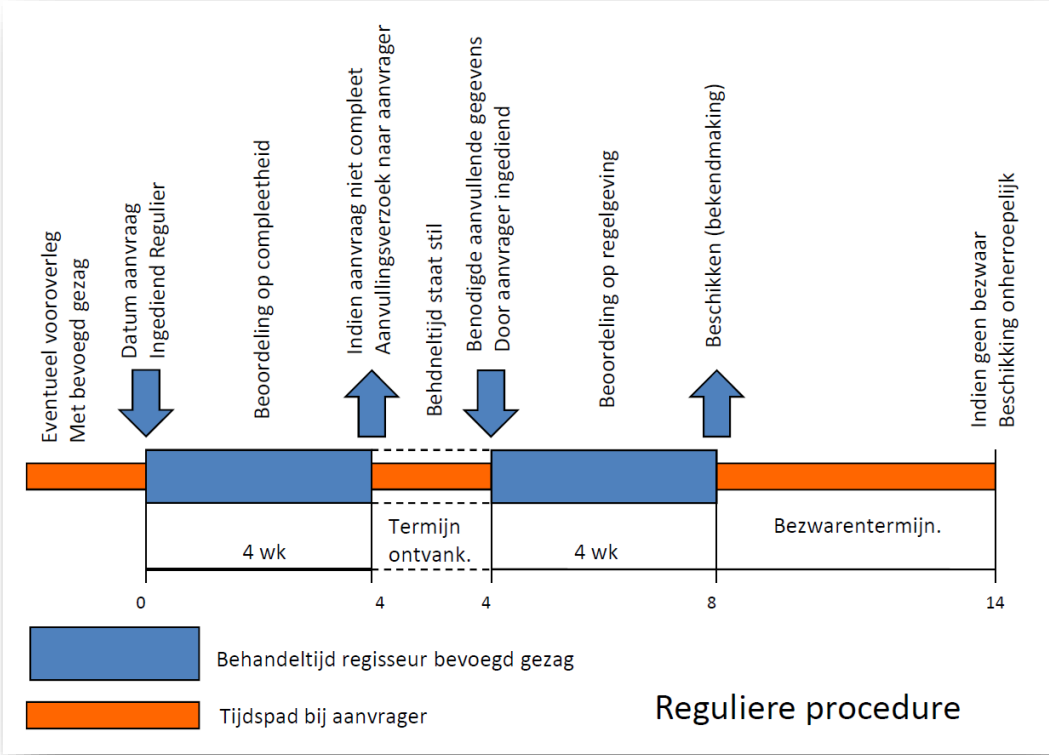 Eventueel vooroverleg
Met bevoegd gezag
Datum aanvraag
Ingediend Regulier
Beoordeling op compleetheid
Indien aanvraag niet compleet
Aanvullingsverzoek naar aanvrager
Behdneltijd staat stil
Benodigde aanvullende gegevens
Door aanvrager ingediend
Beoordeling op regelgeving
Beschikken (bekendmaking)
Indien geen bezwaar
Beschikking onherroepelijk
4 wk
Termijn
ontvank.
4 wk
Bezwarentermijn.
0
4
4
8
14
Behandeltijd regisseur bevoegd gezag
Tijdspad bij aanvrager
Reguliere procedure